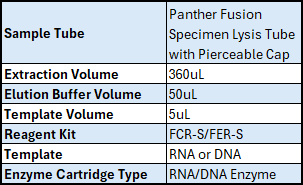 Sample Tube
Panther Fusion
Specimen Lysis Tube
with Pierceable Cap
Extraction Volume 360uL
Elution Buffer Volume 50uL
Template Volume 5uL
Reagent Kit FCR-S/FER-S
Template RNA or DNA
Enzyme Cartridge Type RNA/DNA Enzyme